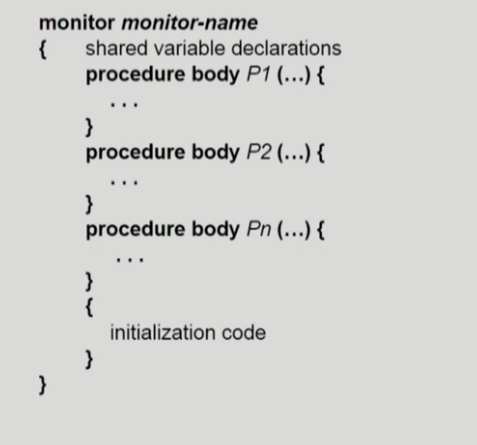 monitor monitor-name
{ shared variable declarations
procedure body P1 (...) {
...
}
procedure body P2 (...) {
...
}
procedure body Pn (...) {
...
}
{
initialization code
}
}